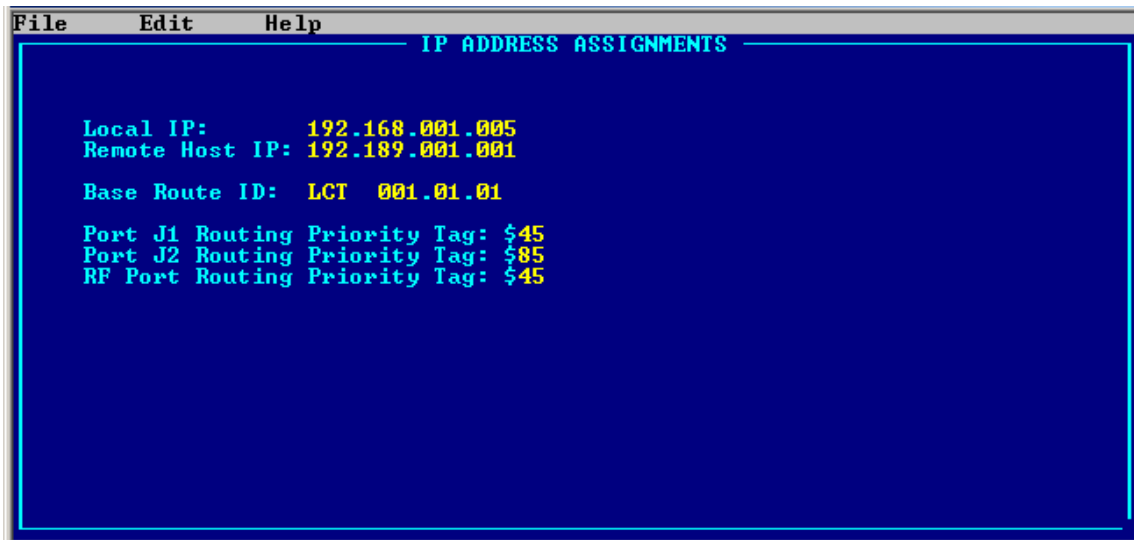 File Edit Help
IP ADDRESS ASSIGNMENTS
Local IP: 192.168.001.005
Remote Host IP: 192.189.001.001
Base Route ID: LCT 001.01.01
Port J1 Routing Priority Tag: $45
Port J2 Routing Priority Tag: $85
RF Port Routing Priority Tag: $45